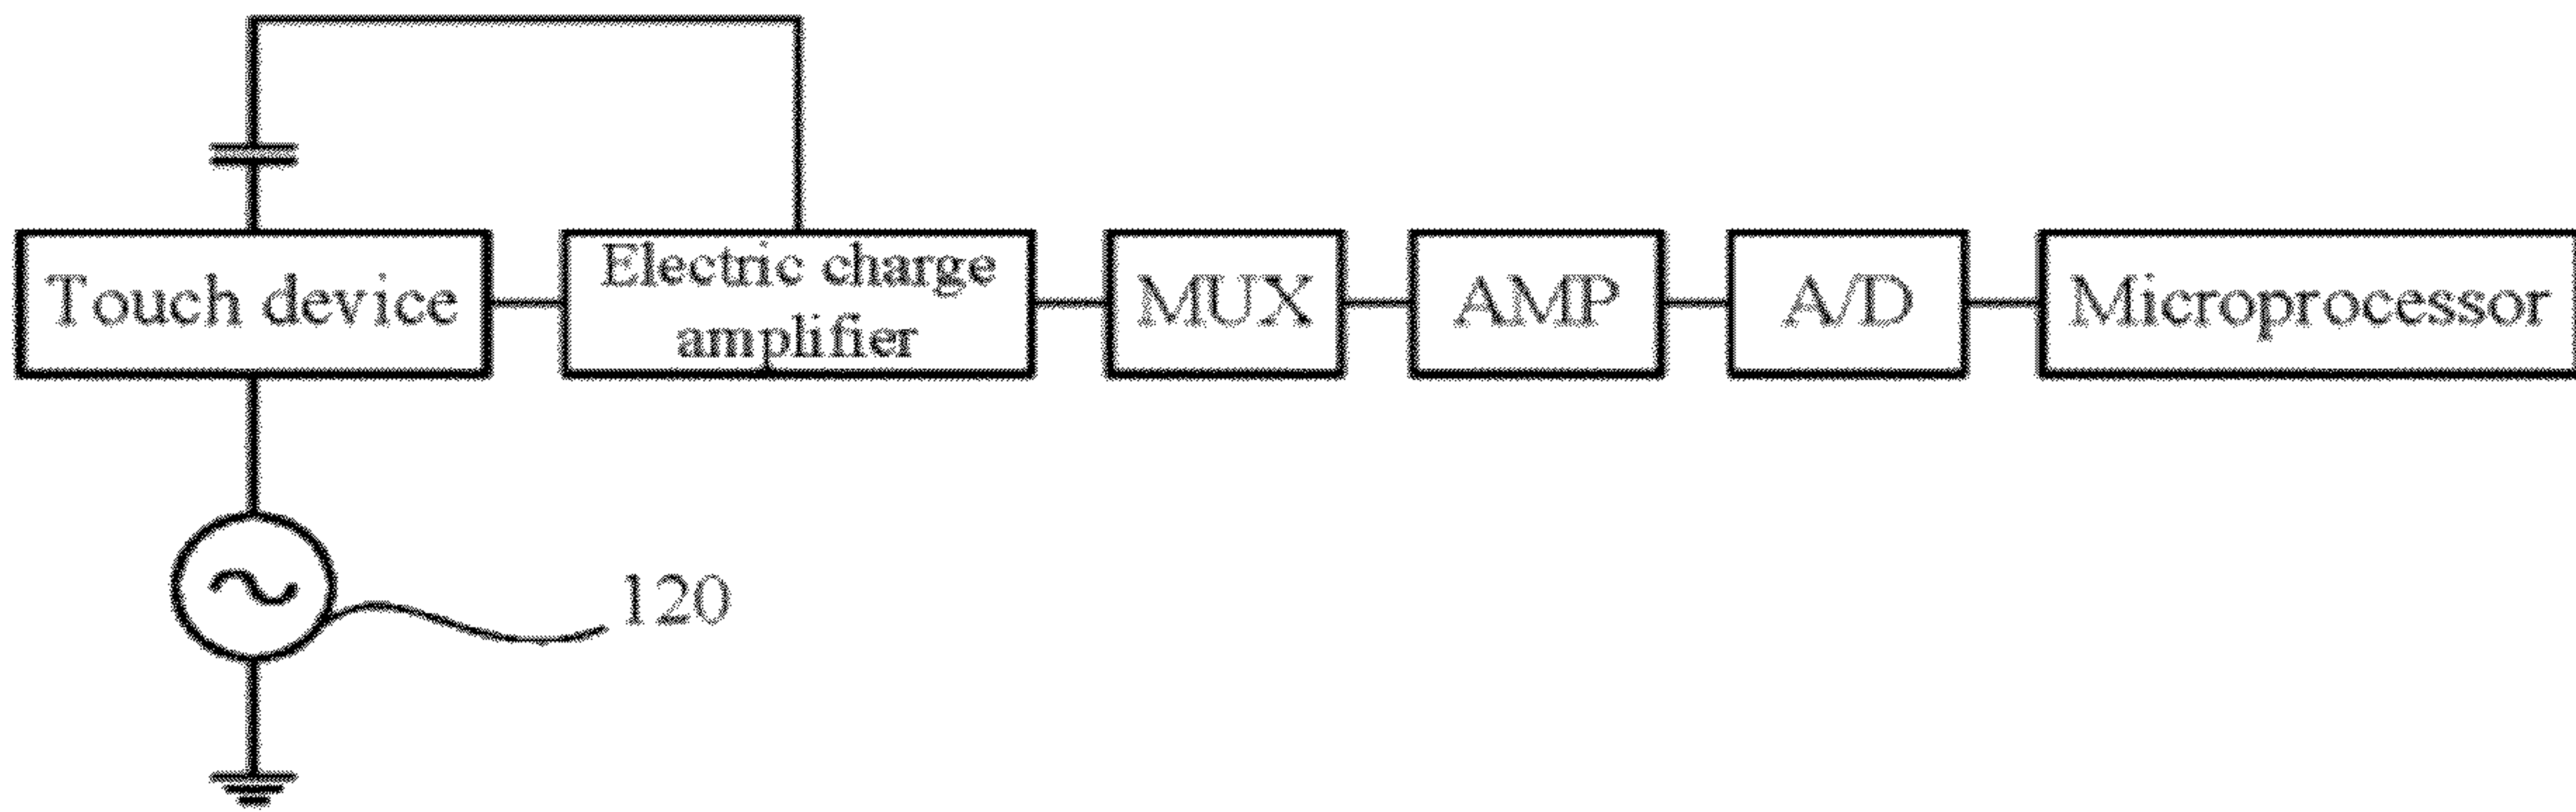 Touch device
Electric charge
amplifier
MUX
AMP
A/D
Microprocessor
120